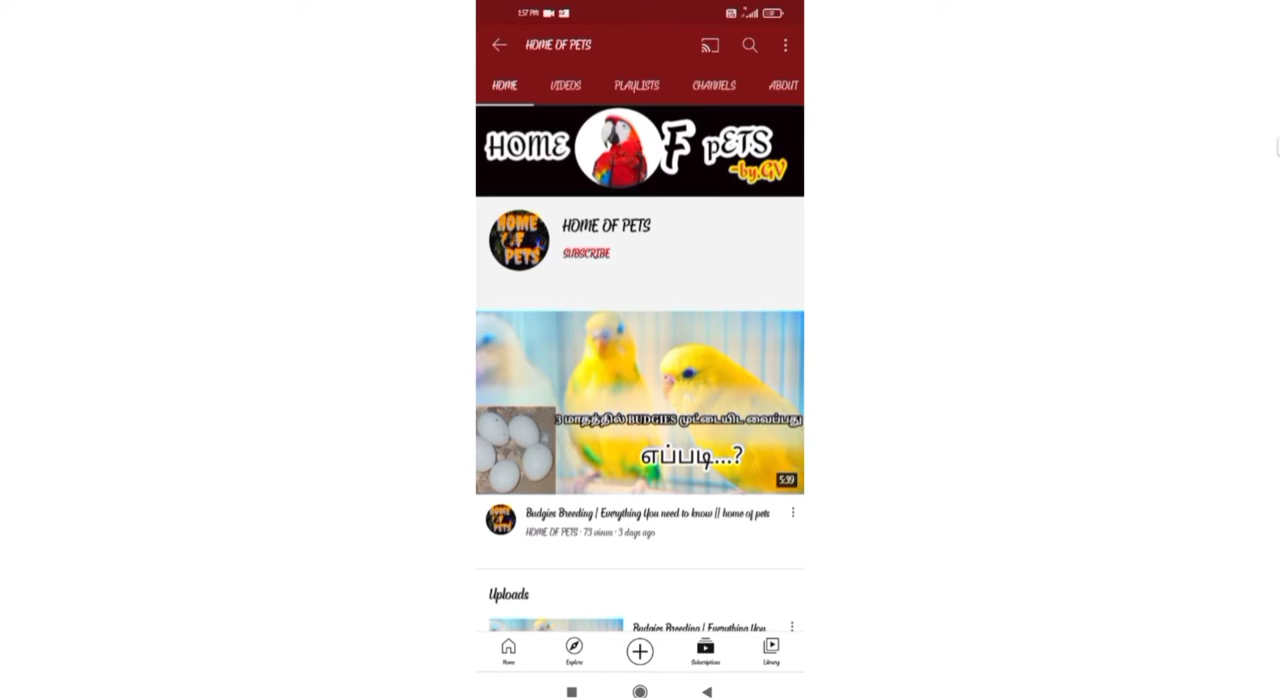 1:57 PM
HOME OF PETS
HOME VIDEOS PLAYLISTS CHANNELS ABOUT
HOME F pETS
-by.GV
HOME
OF
PETS
HOME OF PETS
SUBSCRIBE
3 மாதத்தில் BUDGIES முட்டையிட வைப்பது
எப்படி...?
5:39
Budgies Breeding | Everything You need to know || home of pets
HOME OF PETS · 73 views · 3 days ago
Uploads
Budgies Breeding | Everything You
Home Explore Subscriptions Library